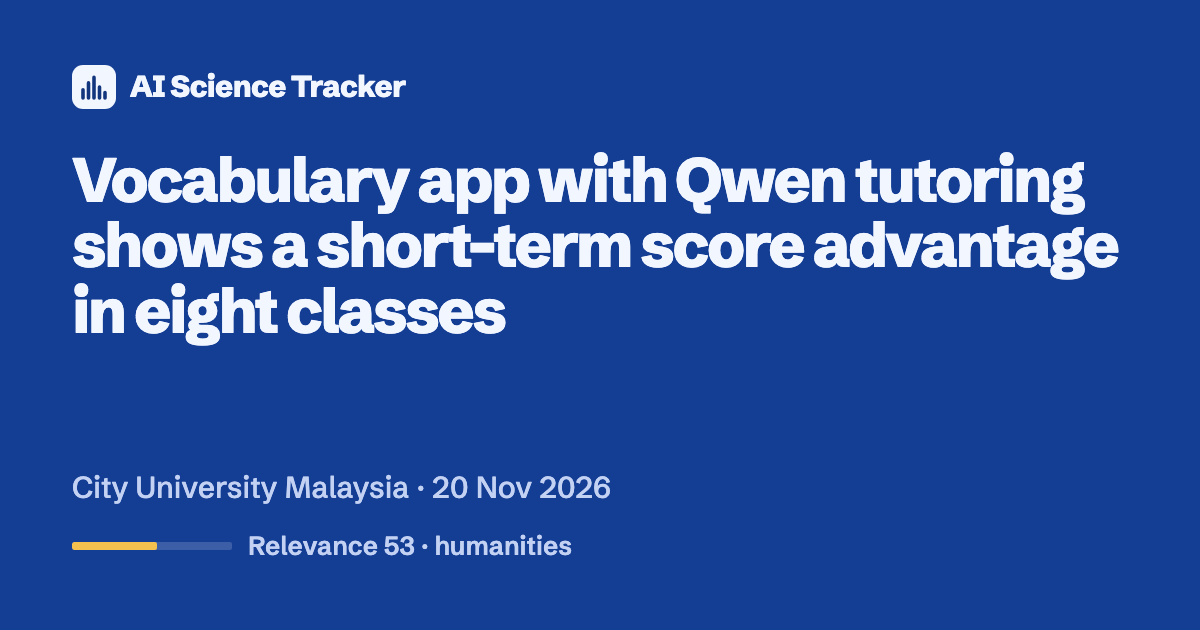 AI Science Tracker
Vocabulary app with Qwen tutoring
shows a short-term score advantage
in eight classes
City University Malaysia · 20 Nov 2026
Relevance 53 · humanities